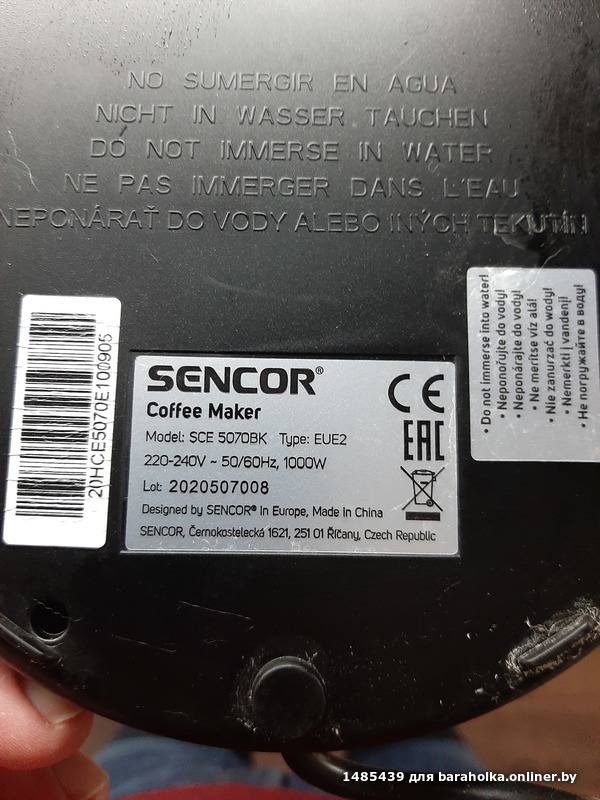 NO SUMERGIR EN AGUA
NICHT IN WASSER TAUCHEN
DO NOT IMMERSE IN WATER
NE PAS IMMERGER DANS L'EAU
NEPONÁRAŤ DO VODY ALEBO INÝCH TEKUTÍN
20HCE5070E100905
SENCOR®
Coffee Maker
Model: SCE 5070BK Type: EUE2
220-240V ~ 50/60Hz, 1000W
Lot: 2020507008
Designed by SENCOR® in Europe, Made in China
SENCOR, Černokostelecká 1621, 251 01 Říčany, Czech Republic
CE
EAC
• Do not immerse into water!
• Neponořujte do vody!
• Neponárajte do vody!
• Ne merítse víz alá!
• Nie zanurzać do wody!
• Nemerkti į vandenį!
• Не погружайте в воду!
1485439 для baraholka.onliner.by